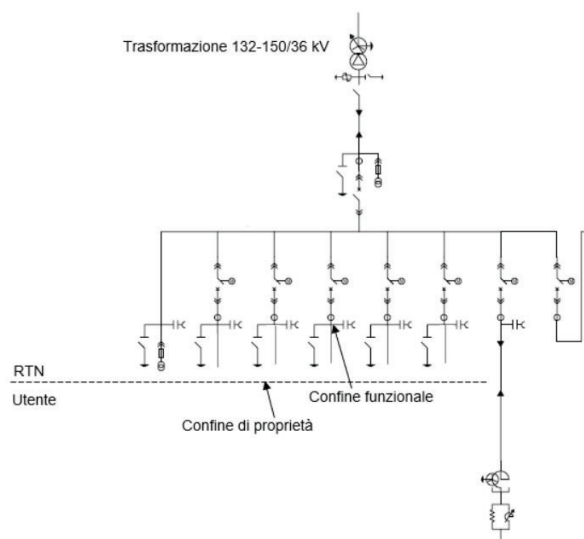 Trasformazione 132-150/36 kV
RTN
Utente
Confine funzionale
Confine di proprietà